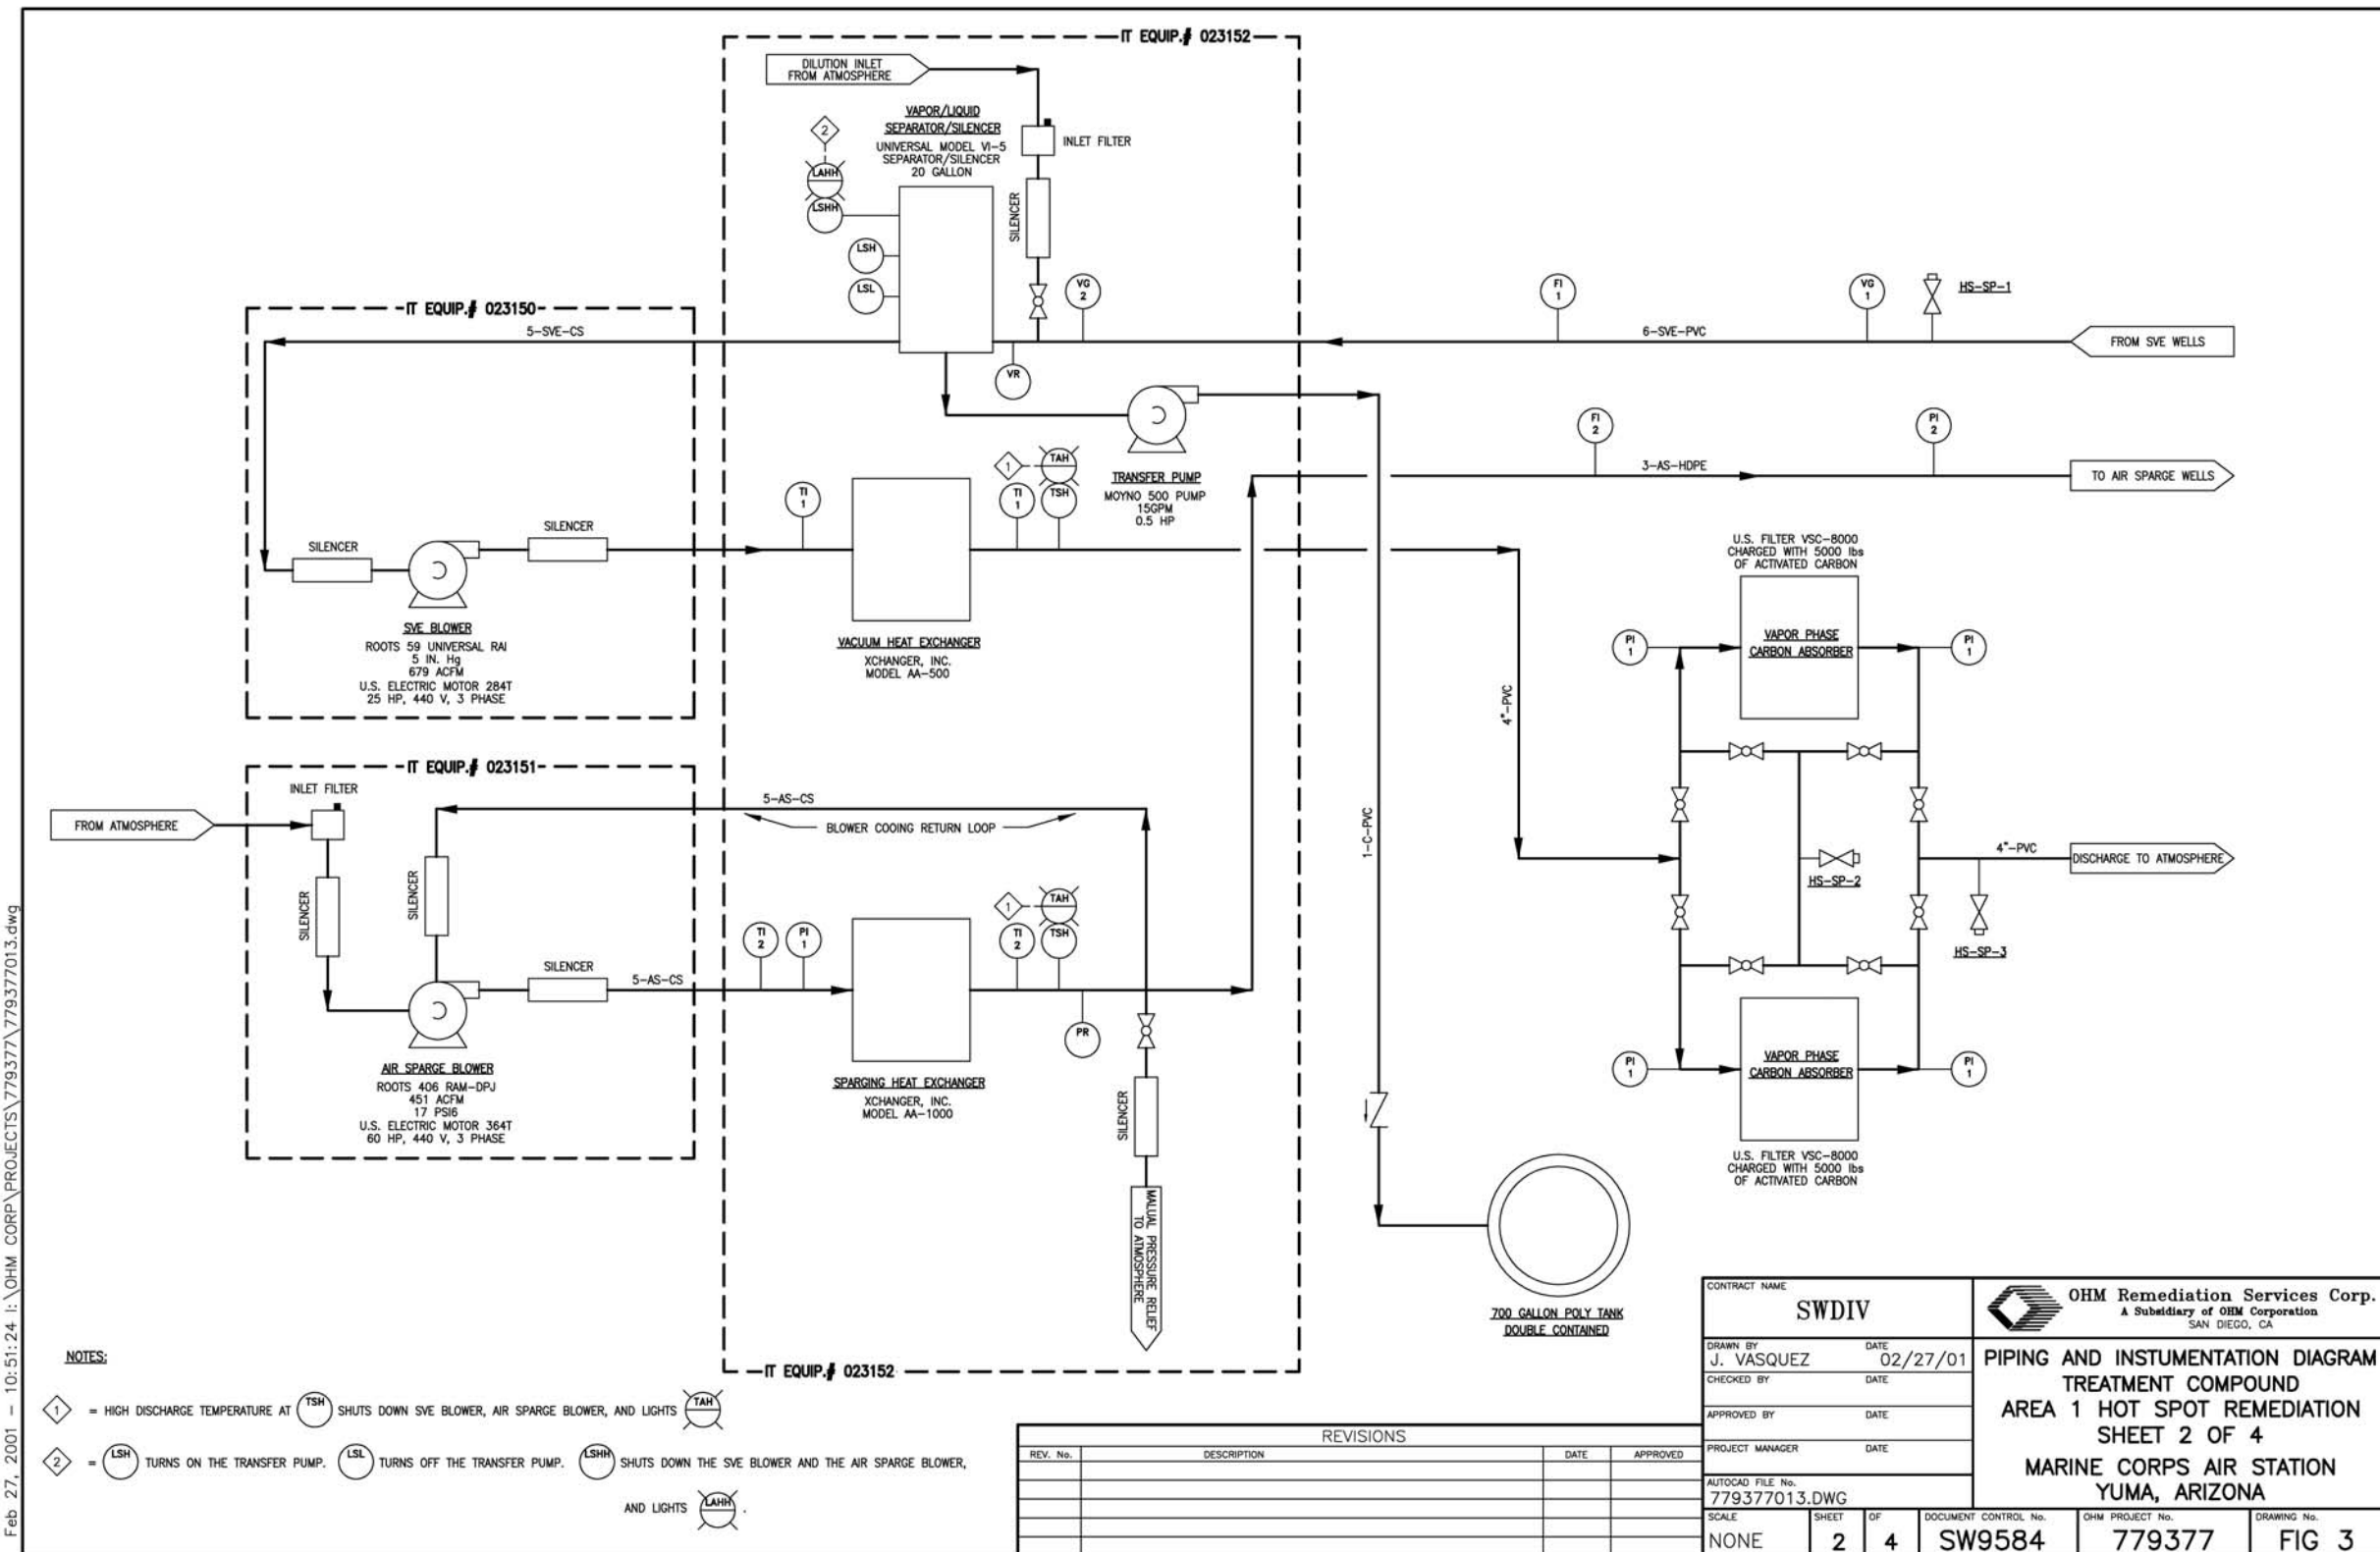 IT EQUIP.# 023152
DILUTION INLET
FROM ATMOSPHERE
VAPOR/LIQUID
SEPARATOR/SILENCER
UNIVERSAL MODEL VI-5
SEPARATOR/SILENCER
20 GALLON
2
LAHH
LSHH
LSH
LSL
INLET FILTER
SILENCER
VG
2
VR
FI
1
VG
1
HS-SP-1
6-SVE-PVC
FROM SVE WELLS
IT EQUIP.# 023150
5-SVE-CS
SILENCER
SILENCER
SVE BLOWER
ROOTS 59 UNIVERSAL RAI
5 IN. Hg
679 ACFM
U.S. ELECTRIC MOTOR 284T
25 HP, 440 V, 3 PHASE
TI
1
VACUUM HEAT EXCHANGER
XCHANGER, INC.
MODEL AA-500
1
TAH
TI
1
TSH
TRANSFER PUMP
MOYNO 500 PUMP
15GPM
0.5 HP
FI
2
PI
2
3-AS-HDPE
TO AIR SPARGE WELLS
U.S. FILTER VSC-8000
CHARGED WITH 5000 lbs
OF ACTIVATED CARBON
PI
1
VAPOR PHASE
CARBON ABSORBER
PI
1
4"-PVC
1-C-PVC
HS-SP-2
4"-PVC
DISCHARGE TO ATMOSPHERE
HS-SP-3
PI
1
VAPOR PHASE
CARBON ABSORBER
PI
1
U.S. FILTER VSC-8000
CHARGED WITH 5000 lbs
OF ACTIVATED CARBON
IT EQUIP.# 023151
INLET FILTER
FROM ATMOSPHERE
SILENCER
SILENCER
5-AS-CS
BLOWER COOING RETURN LOOP
SILENCER
5-AS-CS
AIR SPARGE BLOWER
ROOTS 406 RAM-DPJ
451 ACFM
17 PSI6
U.S. ELECTRIC MOTOR 364T
60 HP, 440 V, 3 PHASE
TI
2
PI
1
SPARGING HEAT EXCHANGER
XCHANGER, INC.
MODEL AA-1000
1
TAH
TI
2
TSH
PR
SILENCER
MALUAL PRESSURE RELIEF
TO ATMOSPHERE
IT EQUIP.# 023152
700 GALLON POLY TANK
DOUBLE CONTAINED
NOTES:
1 = HIGH DISCHARGE TEMPERATURE AT TSH SHUTS DOWN SVE BLOWER, AIR SPARGE BLOWER, AND LIGHTS TAH
2 = LSH TURNS ON THE TRANSFER PUMP. LSL TURNS OFF THE TRANSFER PUMP. LSHH SHUTS DOWN THE SVE BLOWER AND THE AIR SPARGE BLOWER,
AND LIGHTS LAHH .
REVISIONS
REV. No. DESCRIPTION DATE APPROVED
CONTRACT NAME
SWDIV
OHM Remediation Services Corp.
A Subsidiary of OHM Corporation
SAN DIEGO, CA
DRAWN BY DATE
J. VASQUEZ 02/27/01
CHECKED BY DATE
APPROVED BY DATE
PROJECT MANAGER DATE
AUTOCAD FILE No.
779377013.DWG
PIPING AND INSTUMENTATION DIAGRAM
TREATMENT COMPOUND
AREA 1 HOT SPOT REMEDIATION
SHEET 2 OF 4
MARINE CORPS AIR STATION
YUMA, ARIZONA
SCALE SHEET OF DOCUMENT CONTROL No. OHM PROJECT No. DRAWING No.
NONE 2 4 SW9584 779377 FIG 3
Feb 27, 2001 - 10:51:24 I:\OHM CORP\PROJECTS\779377\779377013.dwg